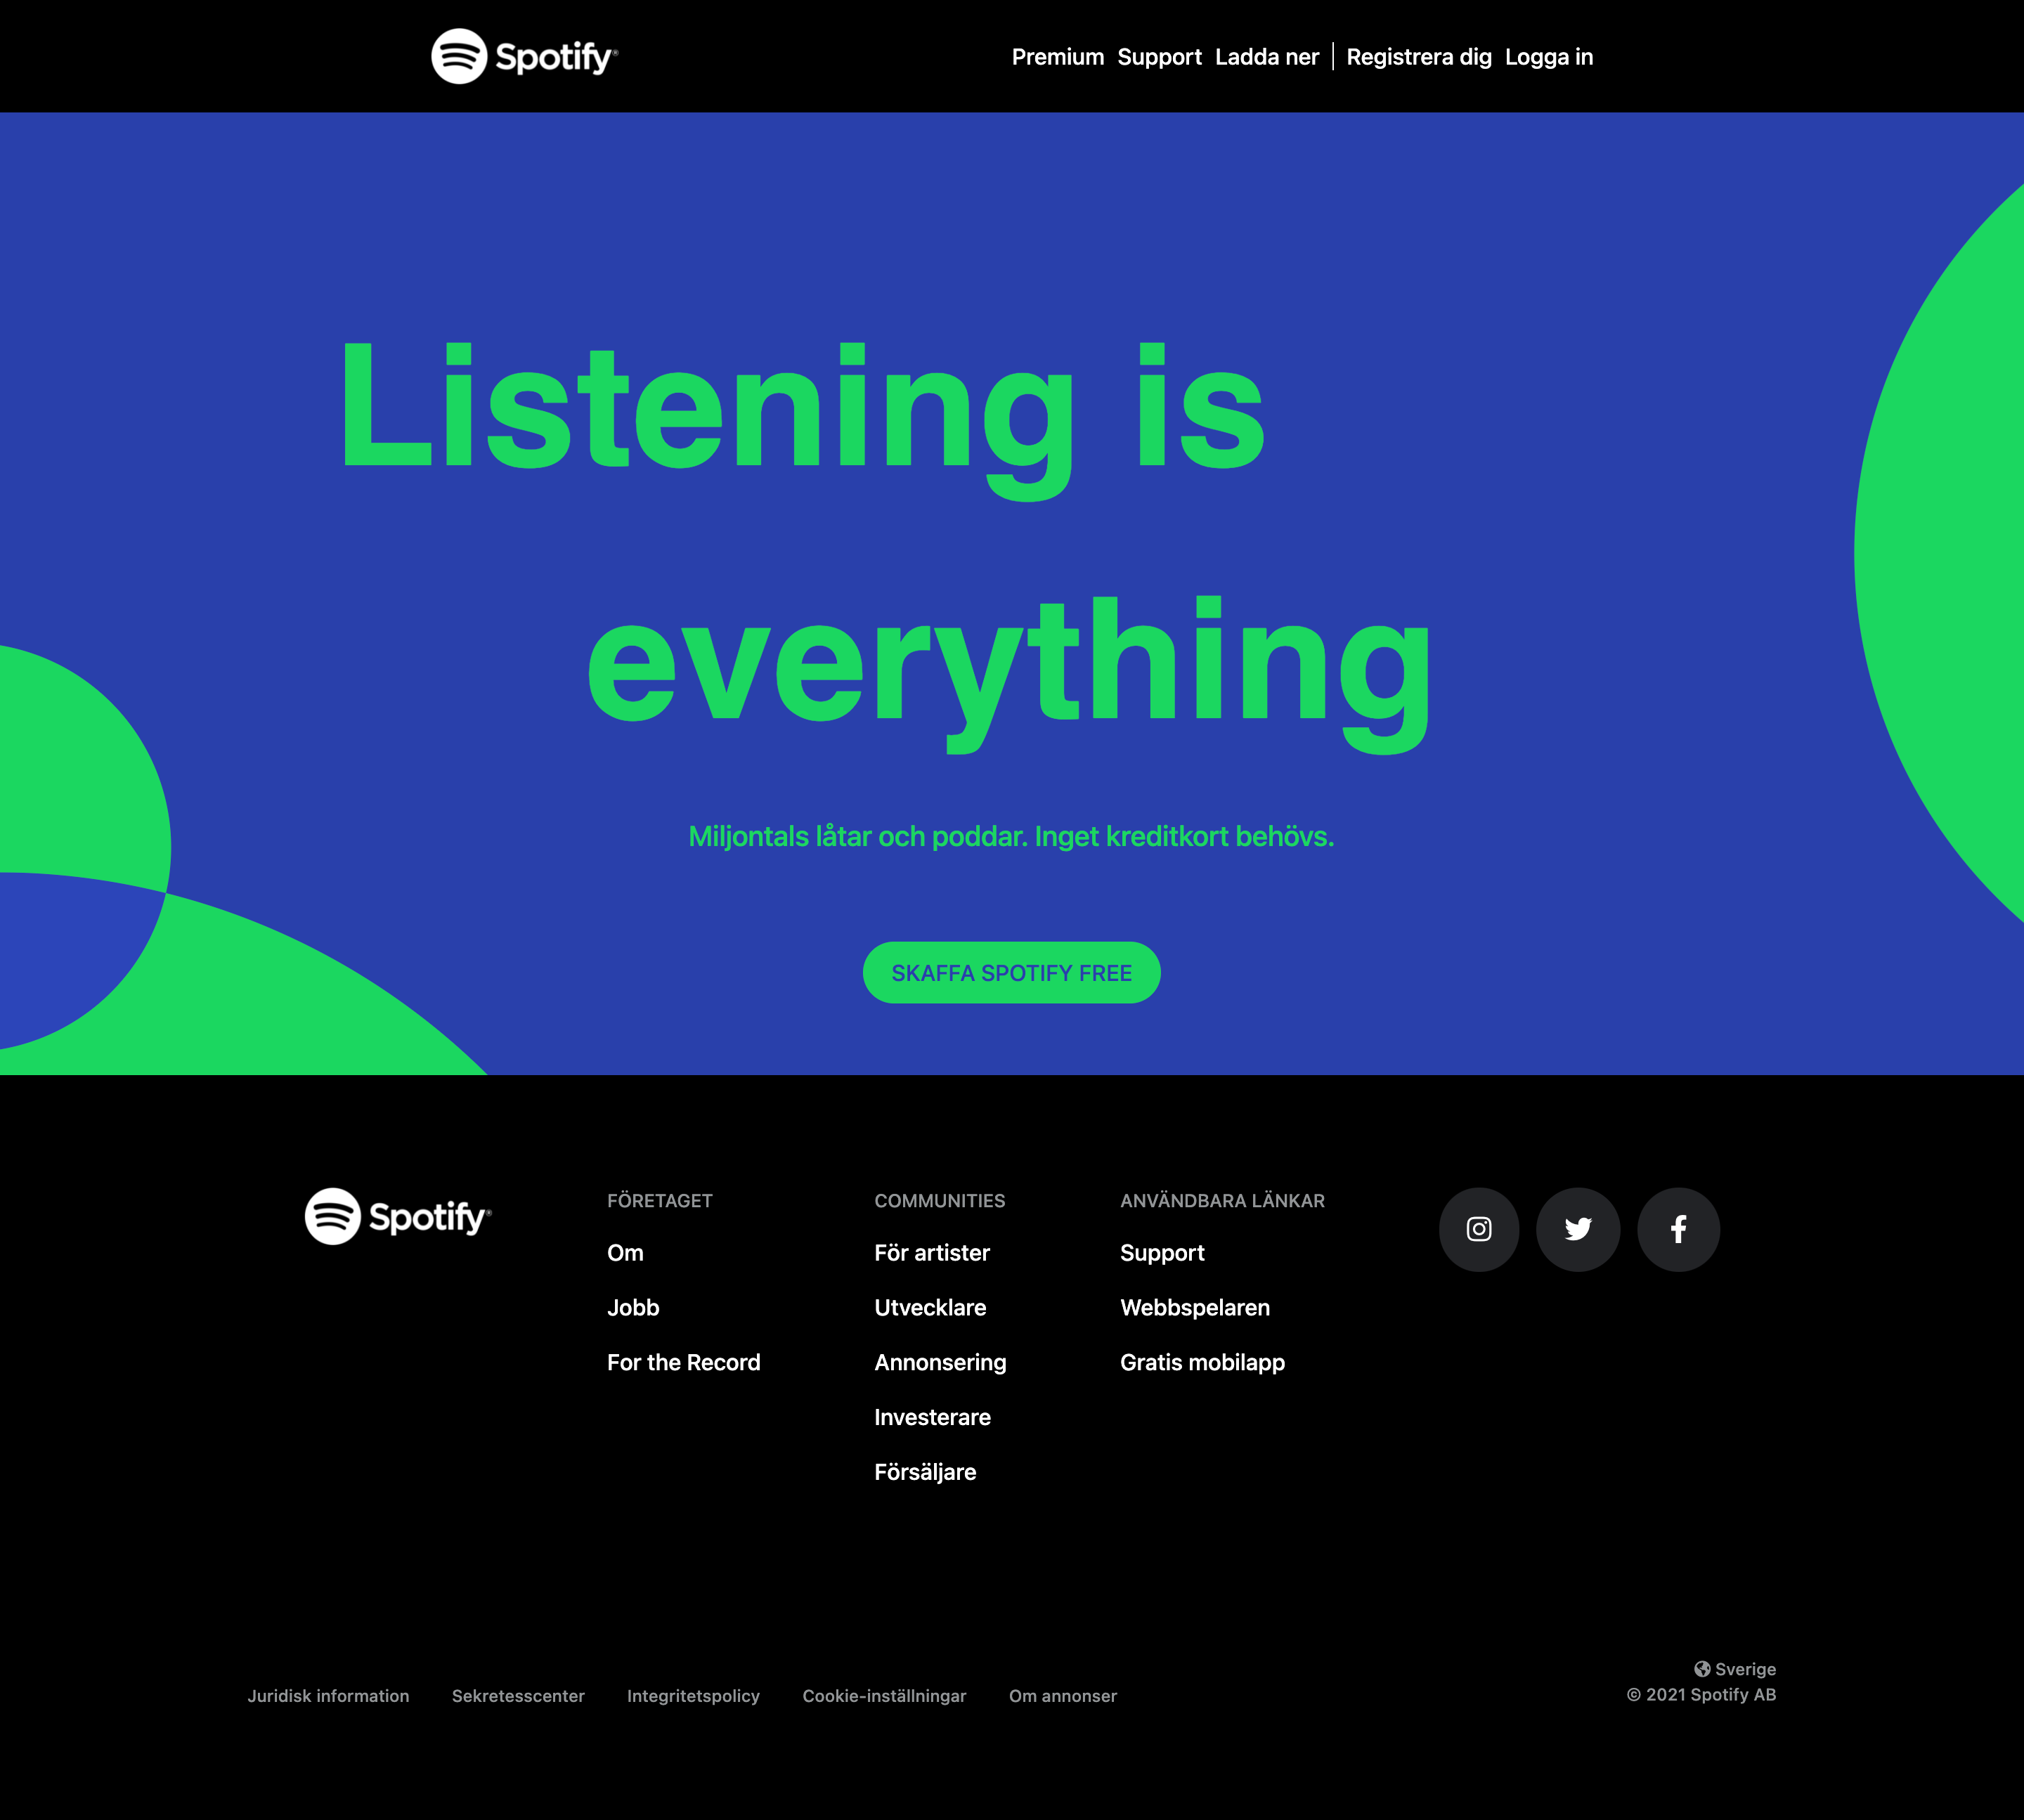 Spotify®
Premium Support Ladda ner Registrera dig Logga in
Listening is
everything
Miljontals låtar och poddar. Inget kreditkort behövs.
SKAFFA SPOTIFY FREE
Spotify®
FÖRETAGET
Om
Jobb
For the Record
COMMUNITIES
För artister
Utvecklare
Annonsering
Investerare
Försäljare
ANVÄNDBARA LÄNKAR
Support
Webbspelaren
Gratis mobilapp
Juridisk information Sekretesscenter Integritetspolicy Cookie-inställningar Om annonser
Sverige
© 2021 Spotify AB